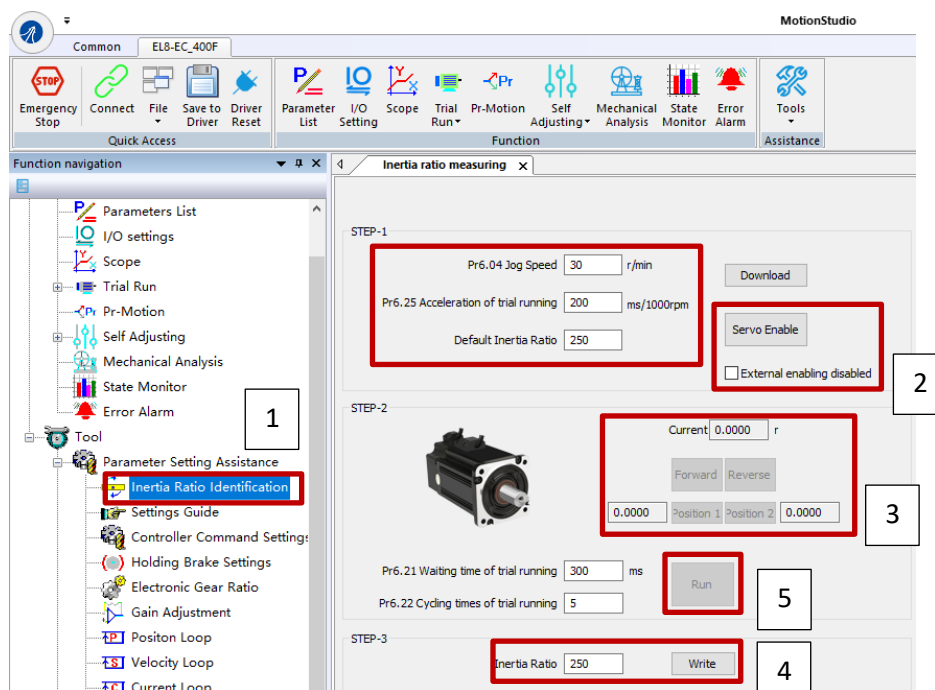 MotionStudio
Common EL8-EC_400F
STOP
Emergency Stop Connect File Save to Driver Driver Reset Parameter List I/O Setting Scope Trial Run Pr-Motion Self Adjusting Mechanical Analysis State Monitor Error Alarm Tools
Quick Access Function Assistance
Function navigation
Inertia ratio measuring x
Parameters List
I/O settings
Scope
Trial Run
Pr-Motion
Self Adjusting
Mechanical Analysis
State Monitor
Error Alarm
Tool
Parameter Setting Assistance
Inertia Ratio Identification
Settings Guide
Controller Command Settings
Holding Brake Settings
Electronic Gear Ratio
Gain Adjustment
Positon Loop
Velocity Loop
Current Loop
1
STEP-1
Pr6.04 Jog Speed 30 r/min
Pr6.25 Acceleration of trial running 200 ms/1000rpm
Default Inertia Ratio 250
Download
Servo Enable
External enabling disabled
2
STEP-2
Current 0.0000 r
Forward Reverse
0.0000 Position 1 Position 2 0.0000
3
Pr6.21 Waiting time of trial running 300 ms
Pr6.22 Cycling times of trial running 5
Run
5
STEP-3
Inertia Ratio 250 Write
4